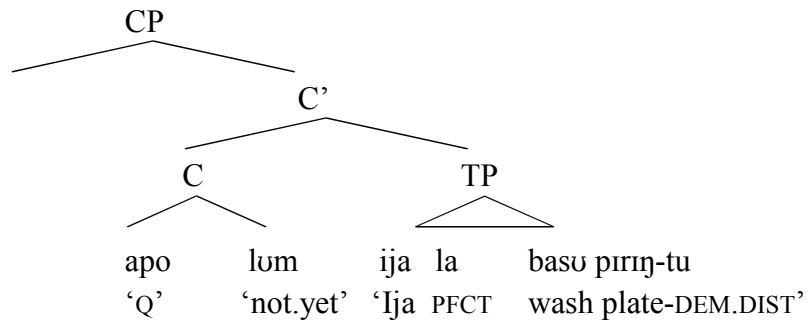 CP
C’
C TP
apo lʊm ija la basʊ pɪrɪŋ-tu
‘Q’ ‘not.yet’ ‘Ija PFCT wash plate-DEM.DIST’